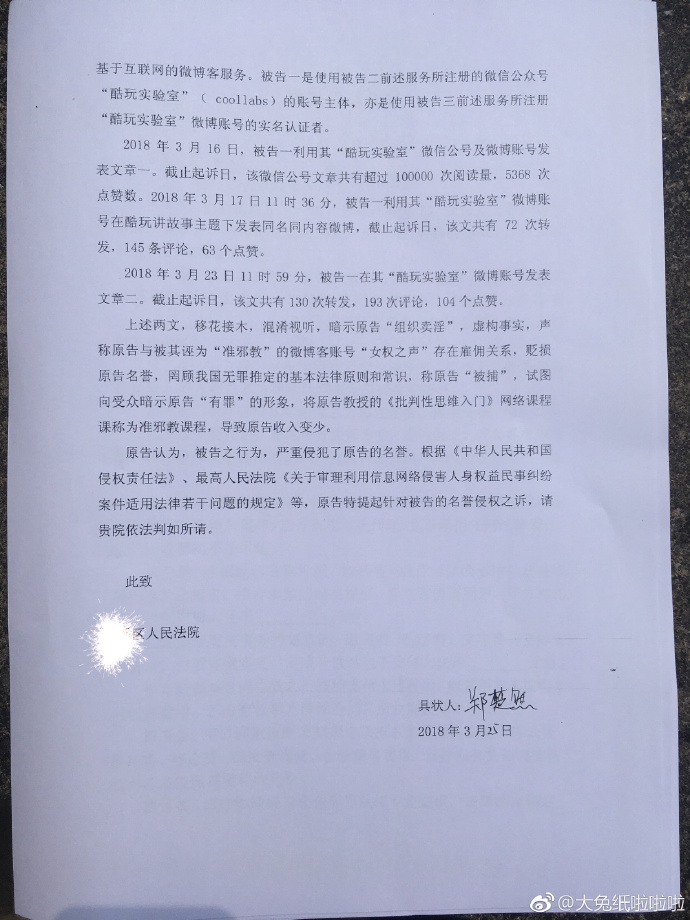 基于互联网的微博客服务。被告一是使用被告二前述服务所注册的微信公众号
“酷玩实验室”（ coollabs）的账号主体，亦是使用被告三前述服务所注册
“酷玩实验室”微博账号的实名认证者。
2018 年 3 月 16 日，被告一利用其“酷玩实验室”微信公号及微博账号发
表文章一。截止起诉日，该微信公号文章共有超过 100000 次阅读量，5368 次
点赞数。2018 年 3 月 17 日 11 时 36 分，被告一利用其“酷玩实验室”微博账
号在酷玩讲故事主题下发表同名同内容微博，截止起诉日，该文共有 72 次转
发，145 条评论，63 个点赞。
2018 年 3 月 23 日 11 时 59 分，被告一在其“酷玩实验室”微博账号发表
文章二。截止起诉日，该文共有 130 次转发，193 次评论，104 个点赞。
上述两文，移花接木，混淆视听，暗示原告“组织卖淫”，虚构事实，声
称原告与被其诬为“准邪教”的微博客账号“女权之声”存在雇佣关系，贬损
原告名誉，罔顾我国无罪推定的基本法律原则和常识，称原告“被捕”，试图
向受众暗示原告“有罪”的形象，将原告教授的《批判性思维入门》网络课程
课称为准邪教课程，导致原告收入变少。
原告认为，被告之行为，严重侵犯了原告的名誉。根据《中华人民共和国
侵权责任法》、最高人民法院《关于审理利用信息网络侵害人身权益民事纠纷
案件适用法律若干问题的规定》等，原告特提起针对被告的名誉侵权之诉，请
贵院依法判如所请。
此致
区人民法院
具状人：郑楚然
2018 年 3 月 25 日
@大兔纸啦啦啦